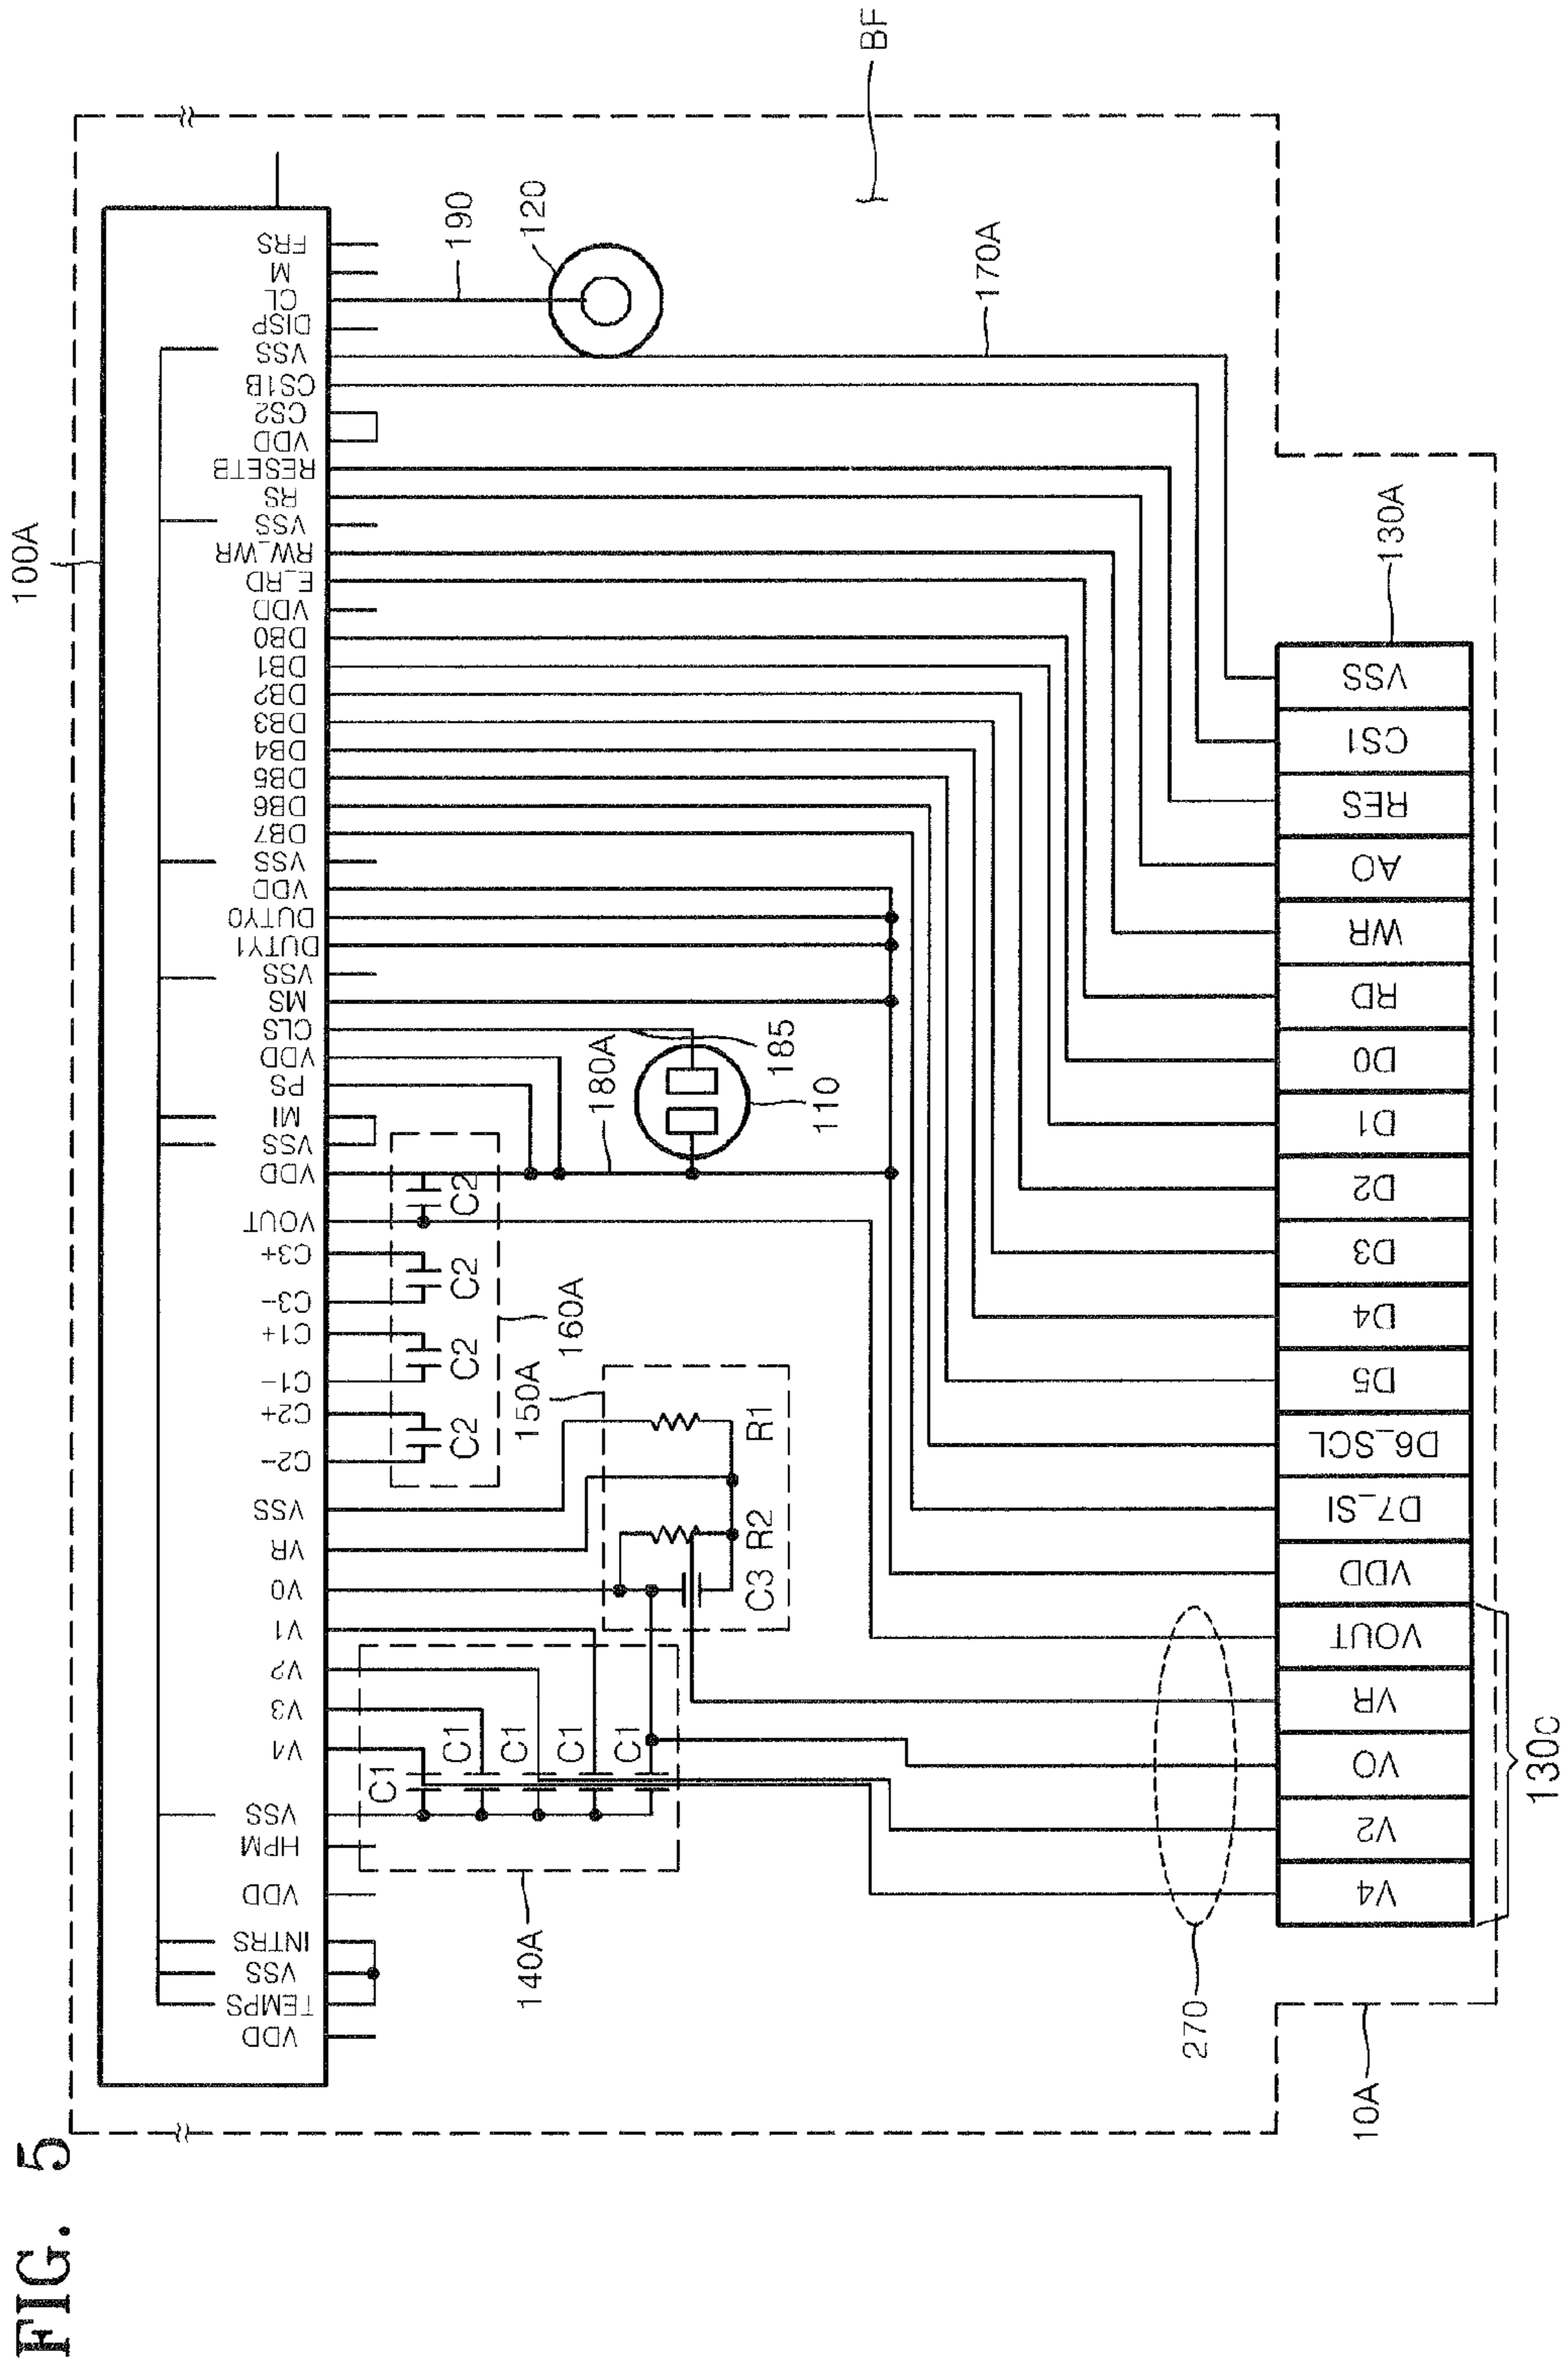 FIG. 5
100A
FRS
M
CL
DISP
VSS
CS1B
CS2
VDD
RESETB
RS
VSS
RW_WR
E_RD
VDD
DB0
DB1
DB2
DB3
DB4
DB5
DB6
DB7
VSS
VDD
DUTY0
DUTY1
VSS
MS
CLS
VDD
PS
MI
VSS
VDD
VOUT
C3+
C3-
C1+
C1-
C2+
C2-
VSS
VR
V0
V1
V2
V3
V4
VSS
HPM
VDD
INTRS
VSS
TEMPS
VDD
190
120
BF
170A
130A
185
180A
110
C2
C2
C2
C2
160A
150A
R1
R2
C3
C1
C1
C1
C1
C1
140A
270
10A
130c
VSS
CS1
RES
AO
WR
RD
D0
D1
D2
D3
D4
D5
D6_SCL
D7_SI
VDD
VOUT
VR
VO
V2
V4